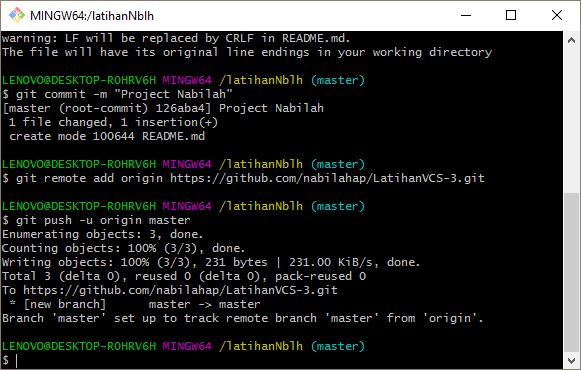 MINGW64:/latihanNblh
warning: LF will be replaced by CRLF in README.md.
The file will have its original line endings in your working directory
LENOVO@DESKTOP-ROHRV6H MINGW64 /latihanNblh (master)
$ git commit -m "Project Nabilah"
[master (root-commit) 126aba4] Project Nabilah
 1 file changed, 1 insertion(+)
 create mode 100644 README.md
LENOVO@DESKTOP-ROHRV6H MINGW64 /latihanNblh (master)
$ git remote add origin https://github.com/nabilahap/LatihanVCS-3.git
LENOVO@DESKTOP-ROHRV6H MINGW64 /latihanNblh (master)
$ git push -u origin master
Enumerating objects: 3, done.
Counting objects: 100% (3/3), done.
Writing objects: 100% (3/3), 231 bytes | 231.00 KiB/s, done.
Total 3 (delta 0), reused 0 (delta 0), pack-reused 0
To https://github.com/nabilahap/LatihanVCS-3.git
 * [new branch]      master -> master
Branch 'master' set up to track remote branch 'master' from 'origin'.
LENOVO@DESKTOP-ROHRV6H MINGW64 /latihanNblh (master)
$